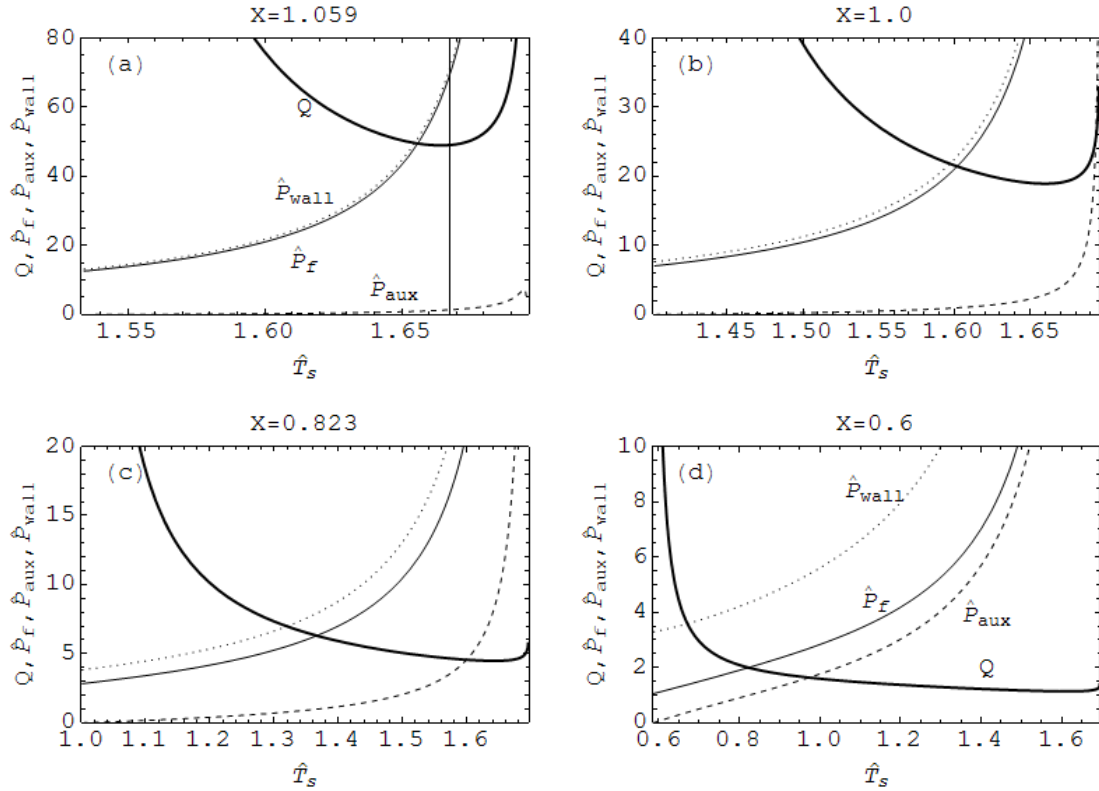 X=1.059
(a)
Q
P̂wall
P̂f
P̂aux
80
60
40
20
0
1.55 1.60 1.65
Q, P̂f, P̂aux, P̂wall
T̂s
X=1.0
(b)
40
30
20
10
0
1.45 1.50 1.55 1.60 1.65
Q, P̂f, P̂aux, P̂wall
T̂s
X=0.823
(c)
20
15
10
5
0
1.0 1.1 1.2 1.3 1.4 1.5 1.6
Q, P̂f, P̂aux, P̂wall
T̂s
X=0.6
(d)
P̂wall
P̂f
P̂aux
Q
10
8
6
4
2
0
0.6 0.8 1.0 1.2 1.4 1.6
Q, P̂f, P̂aux, P̂wall
T̂s